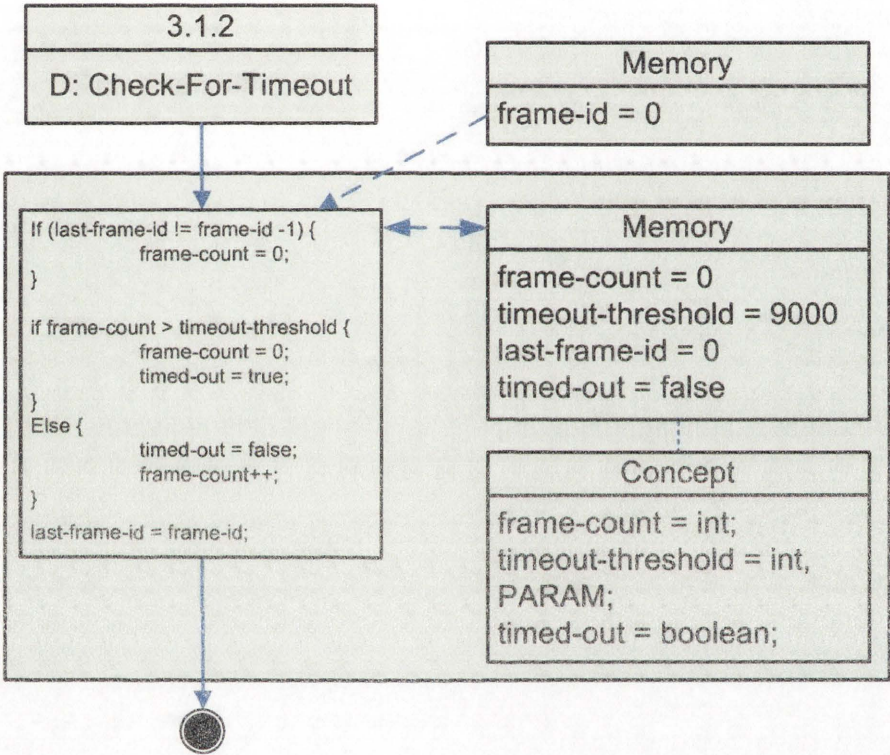 3.1.2
D: Check-For-Timeout
Memory
frame-id = 0
If (last-frame-id != frame-id -1) {
frame-count = 0;
}
if frame-count > timeout-threshold {
frame-count = 0;
timed-out = true;
}
Else {
timed-out = false;
frame-count++;
}
last-frame-id = frame-id;
Memory
frame-count = 0
timeout-threshold = 9000
last-frame-id = 0
timed-out = false
Concept
frame-count = int;
timeout-threshold = int,
PARAM;
timed-out = boolean;